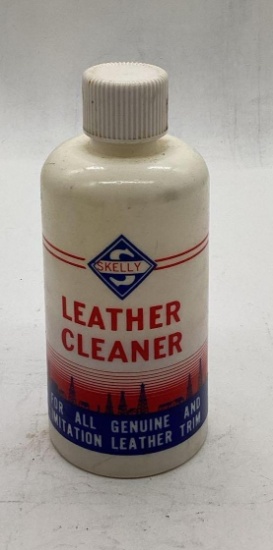 S
SKELLY
LEATHER
CLEANER
FOR ALL GENUINE AND
IMITATION LEATHER TRIM